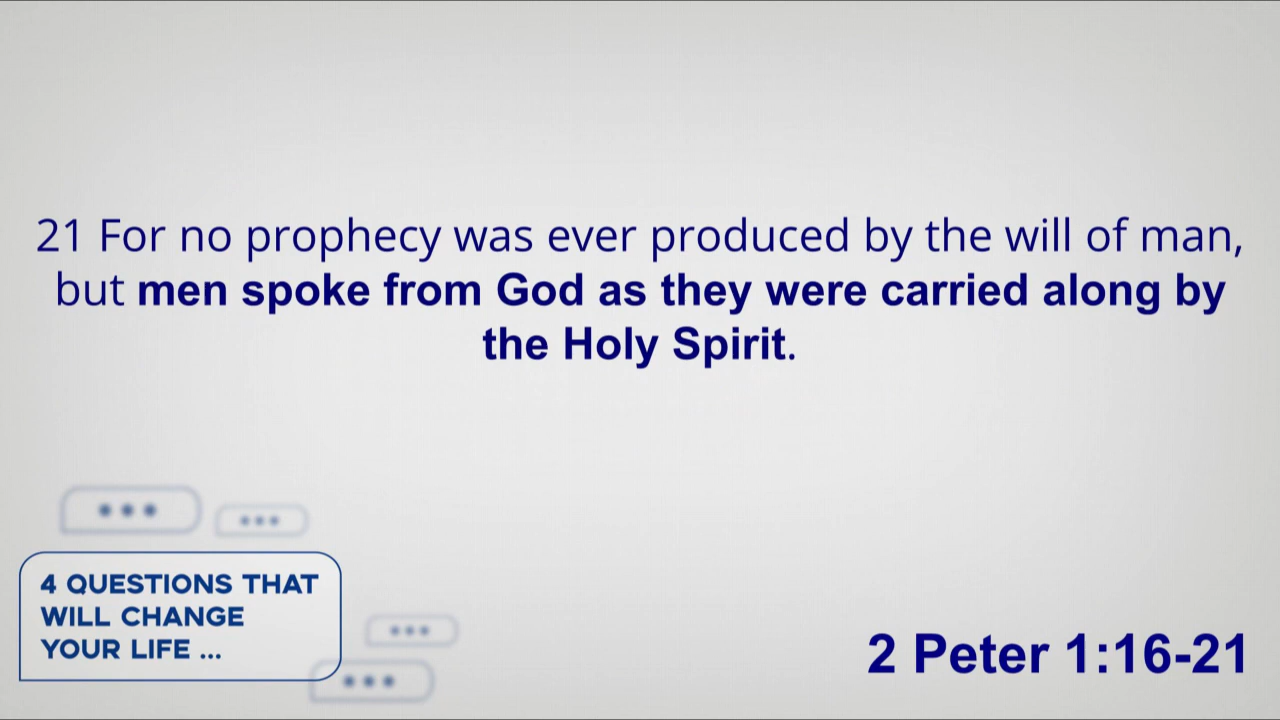 21 For no prophecy was ever produced by the will of man,
but men spoke from God as they were carried along by
the Holy Spirit.
4 QUESTIONS THAT
WILL CHANGE
YOUR LIFE ...
2 Peter 1:16-21